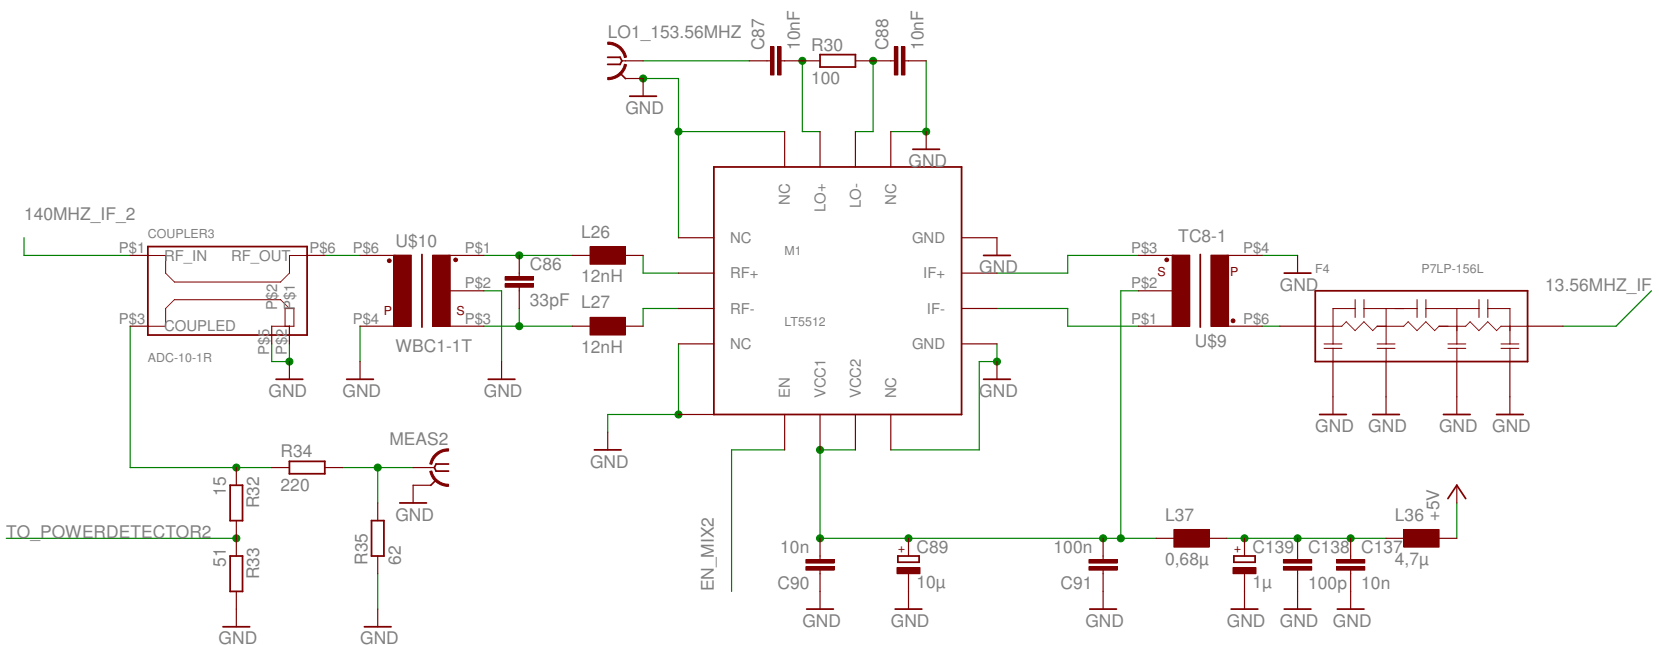 LO1_153.56MHZ
C87
10nF
R30
100
C88
10nF
GND
GND
140MHZ_IF_2
COUPLER3
P$1
RF_IN
RF_OUT
P$6
P$2
P$1
P$3
COUPLED
ADC-10-1R
GND
P$6
U$10
P$1
P
S
P$2
P$4
P$3
WBC1-1T
GND
GND
C86
33pF
L26
12nH
L27
12nH
NC
LO+
LO-
NC
NC
RF+
RF-
NC
M1
LT5512
GND
IF+
IF-
GND
EN
VCC1
VCC2
NC
GND
GND
GND
TC8-1
P$3
S
P$2
P$1
P$4
P
P$6
U$9
GND
F4
P7LP-156L
13.56MHZ_IF
GND
GND
GND
GND
R34
220
MEAS2
GND
15
R32
TO_POWERDETECTOR2
51
R33
GND
R35
62
GND
EN_MIX2
10n
C90
GND
C89
+
10µ
GND
100n
C91
GND
L37
0,68µ
+
C139
1µ
GND
C138
100p
GND
C137
10n
GND
L36
4,7µ
+5V